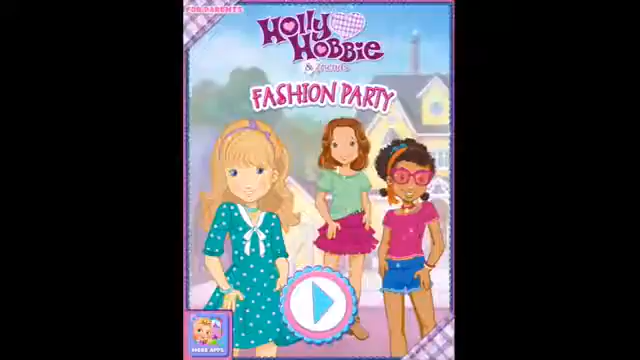 FOR PARENTS
Holly
Hobbie
& Friends
FASHION PARTY
MORE APPS